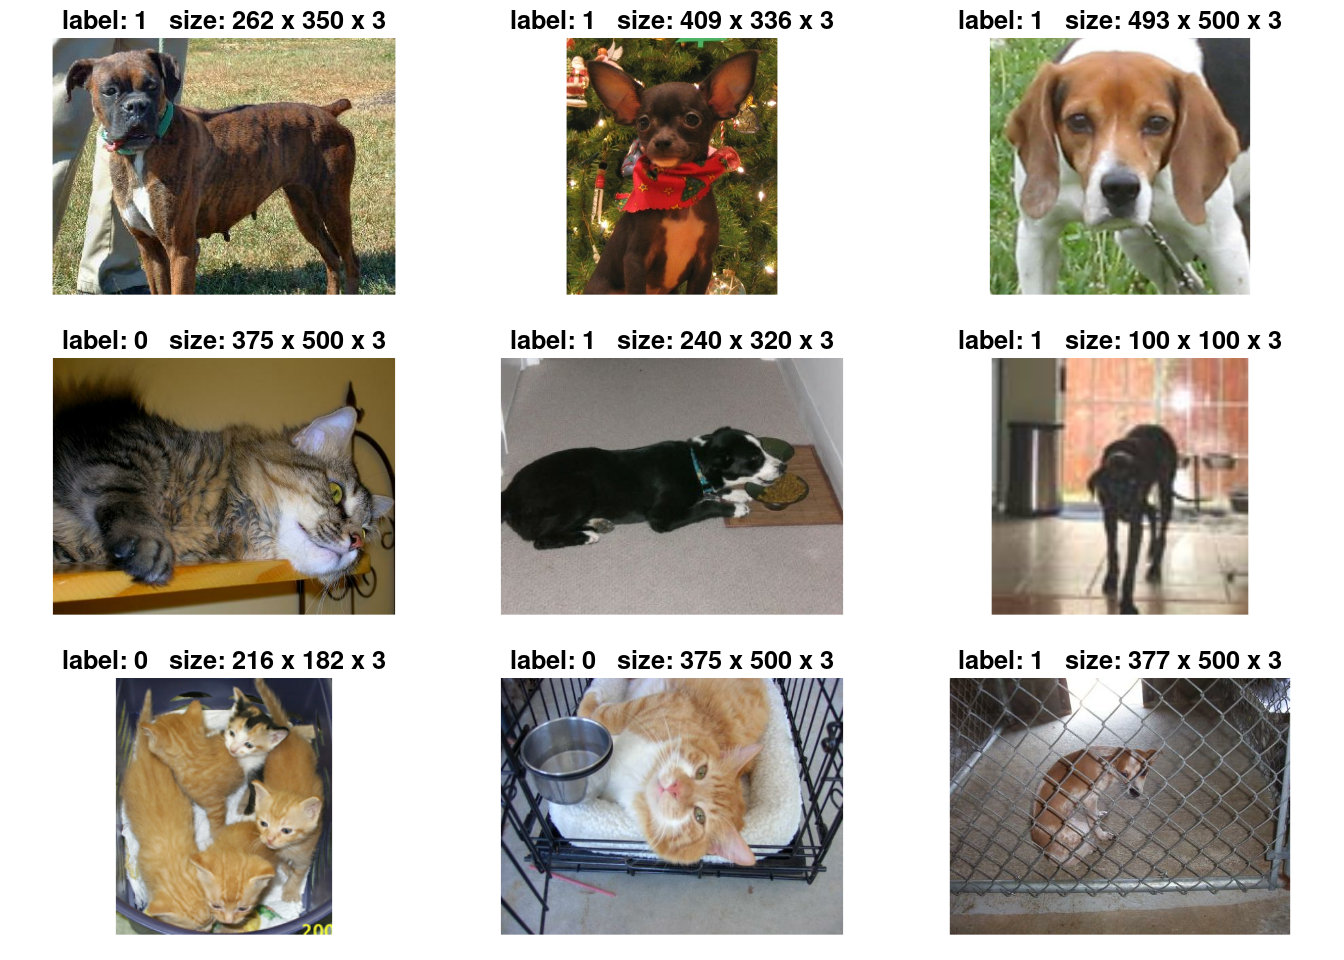 label: 1 size: 262 x 350 x 3
label: 1 size: 409 x 336 x 3
label: 1 size: 493 x 500 x 3
label: 0 size: 375 x 500 x 3
label: 1 size: 240 x 320 x 3
label: 1 size: 100 x 100 x 3
label: 0 size: 216 x 182 x 3
label: 0 size: 375 x 500 x 3
label: 1 size: 377 x 500 x 3
200